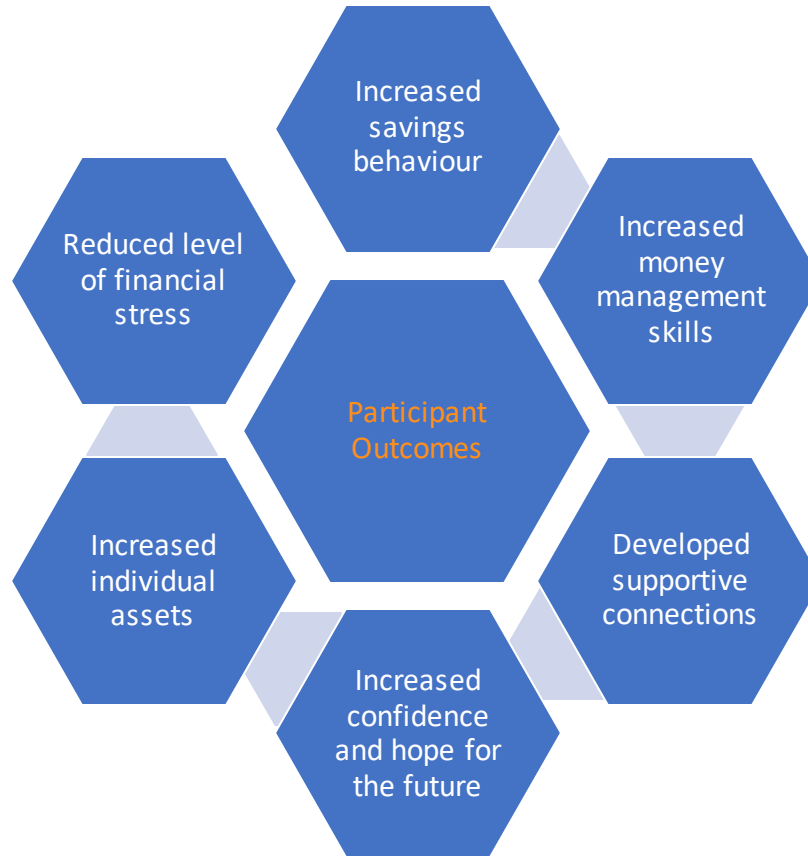 Increased
savings
behaviour
Increased
money
management
skills
Developed
supportive
connections
Increased
confidence
and hope for
the future
Increased
individual
assets
Reduced level
of financial
stress
Participant
Outcomes